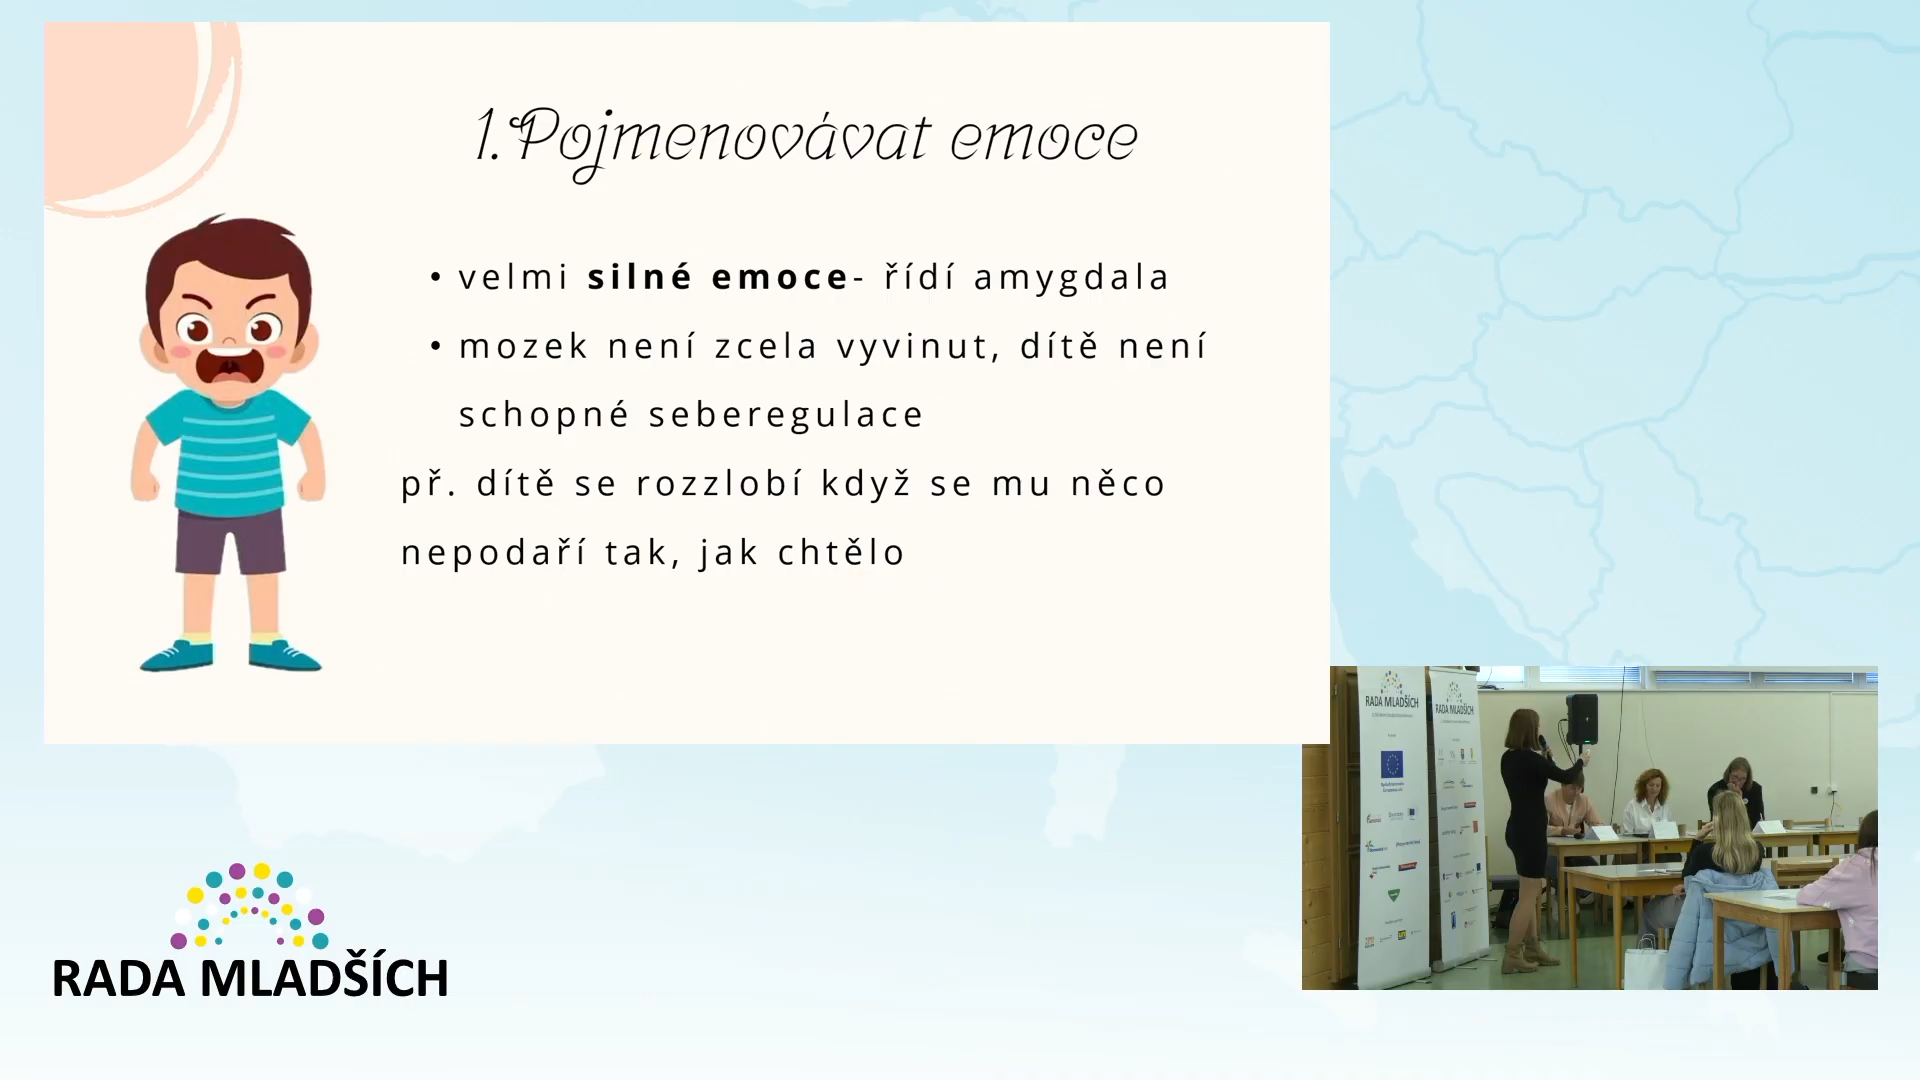 1. Pojmenovávat emoce
• velmi silné emoce- řídí amygdala
• mozek není zcela vyvinut, dítě není
schopné seberegulace
př. dítě se rozzlobí když se mu něco
nepodaří tak, jak chtělo
RADA MLADŠÍCH
RADA MLADŠÍCH
RADA MLADŠÍCH